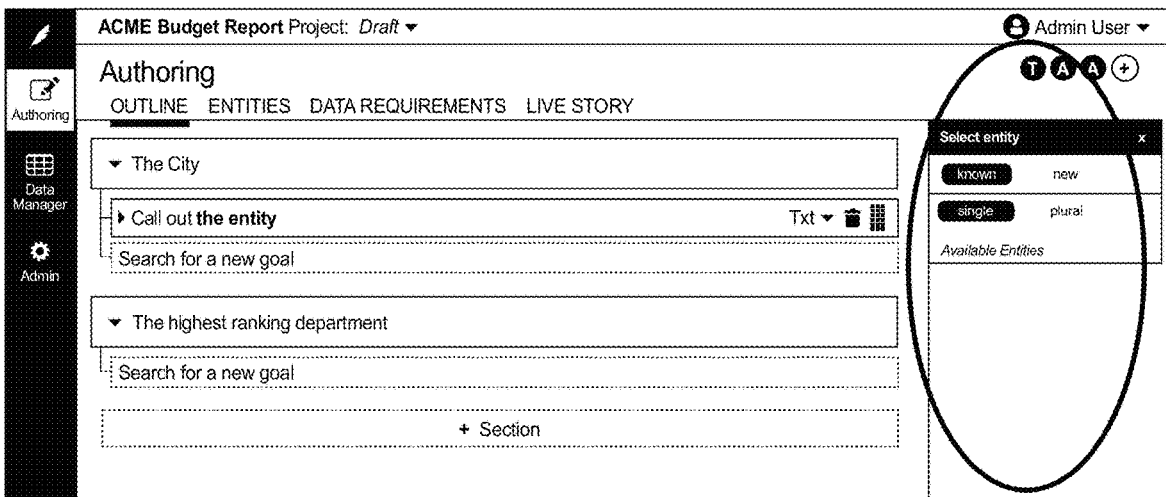 ACME Budget Report Project: Draft
Admin User
Authoring
T A A +
OUTLINE ENTITIES DATA REQUIREMENTS LIVE STORY
Authoring
Data
Manager
Admin
The City
Call out the entity Txt
Search for a new goal
The highest ranking department
Search for a new goal
+ Section
Select entity x
known new
single plural
Available Entities